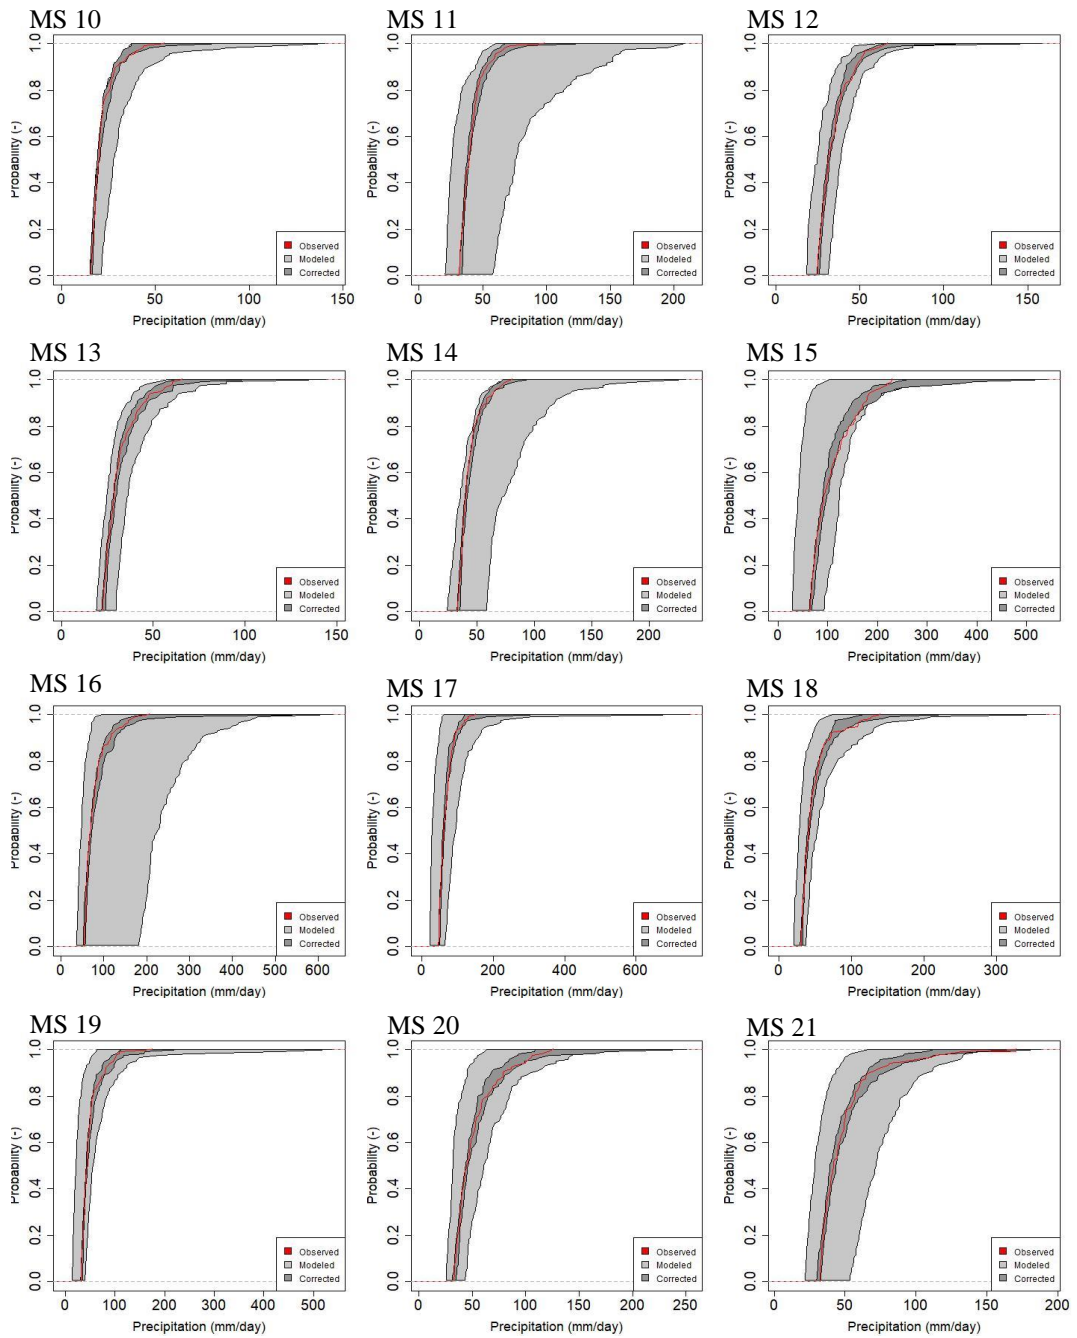 MS 10
Probability (-)
0.0 0.2 0.4 0.6 0.8 1.0
Observed
Modeled
Corrected
0 50 100 150
Precipitation (mm/day)
MS 11
Probability (-)
0.0 0.2 0.4 0.6 0.8 1.0
Observed
Modeled
Corrected
0 50 100 150 200
Precipitation (mm/day)
MS 12
Probability (-)
0.0 0.2 0.4 0.6 0.8 1.0
Observed
Modeled
Corrected
0 50 100 150
Precipitation (mm/day)
MS 13
Probability (-)
0.0 0.2 0.4 0.6 0.8 1.0
Observed
Modeled
Corrected
0 50 100 150
Precipitation (mm/day)
MS 14
Probability (-)
0.0 0.2 0.4 0.6 0.8 1.0
Observed
Modeled
Corrected
0 50 100 150 200
Precipitation (mm/day)
MS 15
Probability (-)
0.0 0.2 0.4 0.6 0.8 1.0
Observed
Modeled
Corrected
0 100 200 300 400 500
Precipitation (mm/day)
MS 16
Probability (-)
0.0 0.2 0.4 0.6 0.8 1.0
Observed
Modeled
Corrected
0 100 200 300 400 500 600
Precipitation (mm/day)
MS 17
Probability (-)
0.0 0.2 0.4 0.6 0.8 1.0
Observed
Modeled
Corrected
0 200 400 600
Precipitation (mm/day)
MS 18
Probability (-)
0.0 0.2 0.4 0.6 0.8 1.0
Observed
Modeled
Corrected
0 100 200 300
Precipitation (mm/day)
MS 19
Probability (-)
0.0 0.2 0.4 0.6 0.8 1.0
Observed
Modeled
Corrected
0 100 200 300 400 500
Precipitation (mm/day)
MS 20
Probability (-)
0.0 0.2 0.4 0.6 0.8 1.0
Observed
Modeled
Corrected
0 50 100 150 200 250
Precipitation (mm/day)
MS 21
Probability (-)
0.0 0.2 0.4 0.6 0.8 1.0
Observed
Modeled
Corrected
0 50 100 150 200
Precipitation (mm/day)